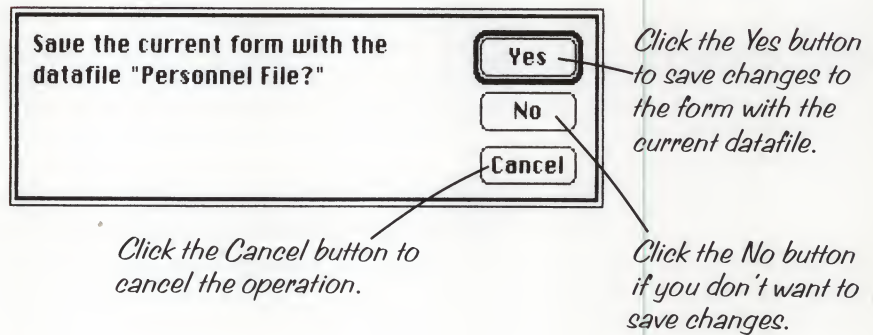 Save the current form with the
datafile "Personnel File?"
Yes
No
Cancel
Click the Yes button
to save changes to
the form with the
current datafile.
Click the Cancel button to
cancel the operation.
Click the No button
if you don't want to
save changes.